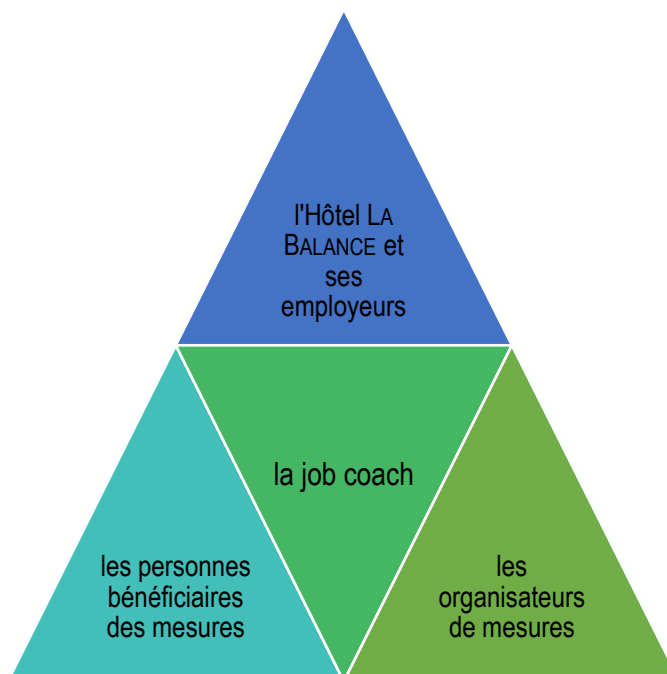 l'Hôtel LA
BALANCE et
ses
employeurs
la job coach
les personnes
bénéficiaires
des mesures
les
organisateurs
de mesures